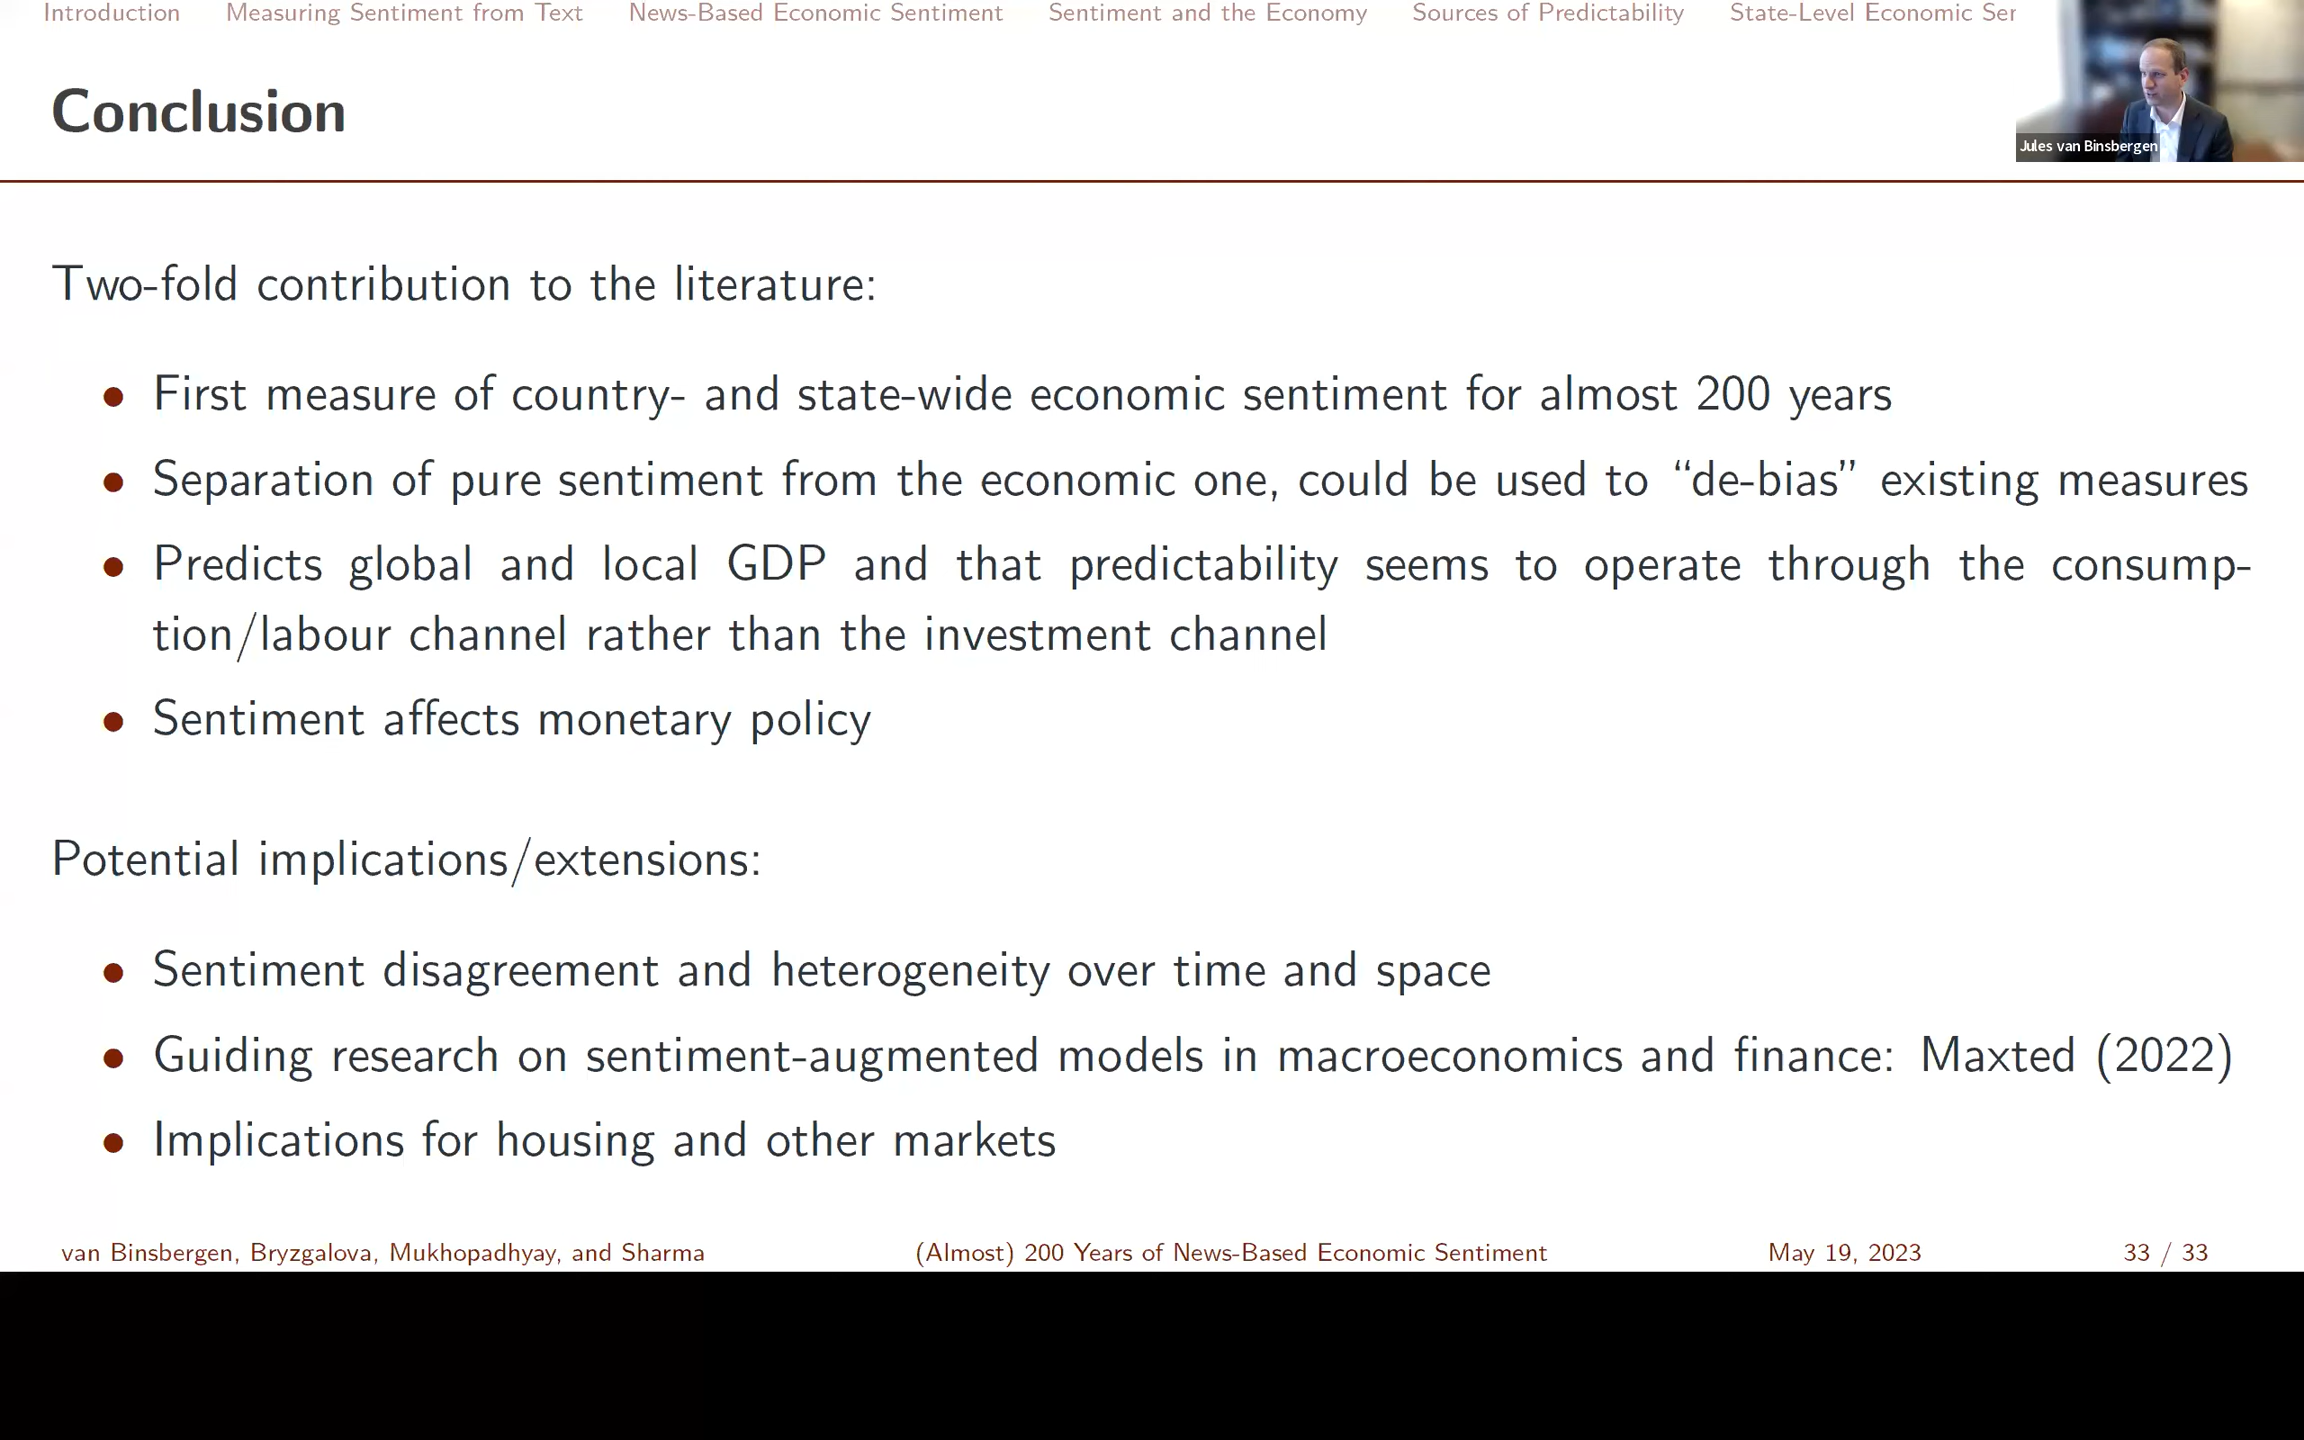 Introduction Measuring Sentiment from Text News-Based Economic Sentiment Sentiment and the Economy Sources of Predictability State-Level Economic Ser
Conclusion
Jules van Binsbergen
Two-fold contribution to the literature:
• First measure of country- and state-wide economic sentiment for almost 200 years
• Separation of pure sentiment from the economic one, could be used to “de-bias” existing measures
• Predicts global and local GDP and that predictability seems to operate through the consump-
tion/labour channel rather than the investment channel
• Sentiment affects monetary policy
Potential implications/extensions:
• Sentiment disagreement and heterogeneity over time and space
• Guiding research on sentiment-augmented models in macroeconomics and finance: Maxted (2022)
• Implications for housing and other markets
van Binsbergen, Bryzgalova, Mukhopadhyay, and Sharma (Almost) 200 Years of News-Based Economic Sentiment May 19, 2023 33 / 33